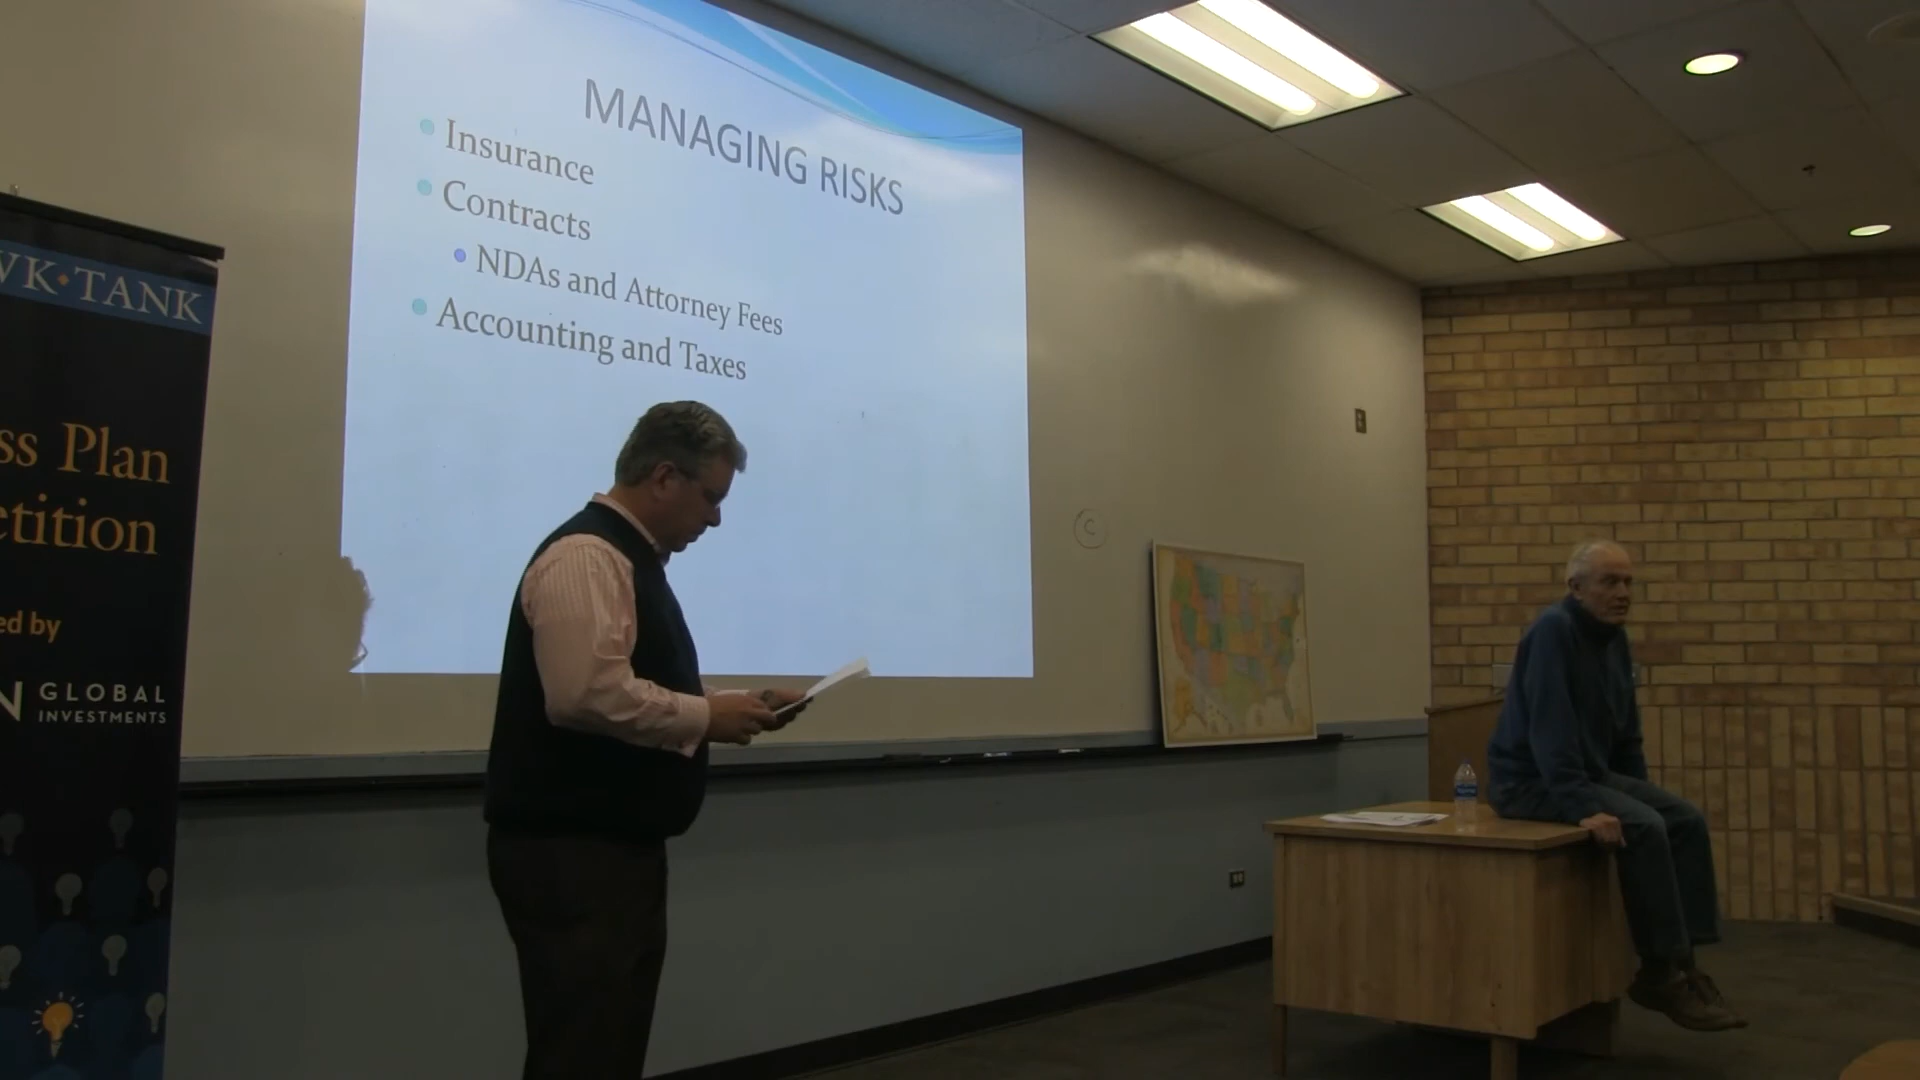 MANAGING RISKS
Insurance
Contracts
NDAs and Attorney Fees
Accounting and Taxes
WK TANK
ss Plan
etition
ed by
N GLOBAL
INVESTMENTS
C